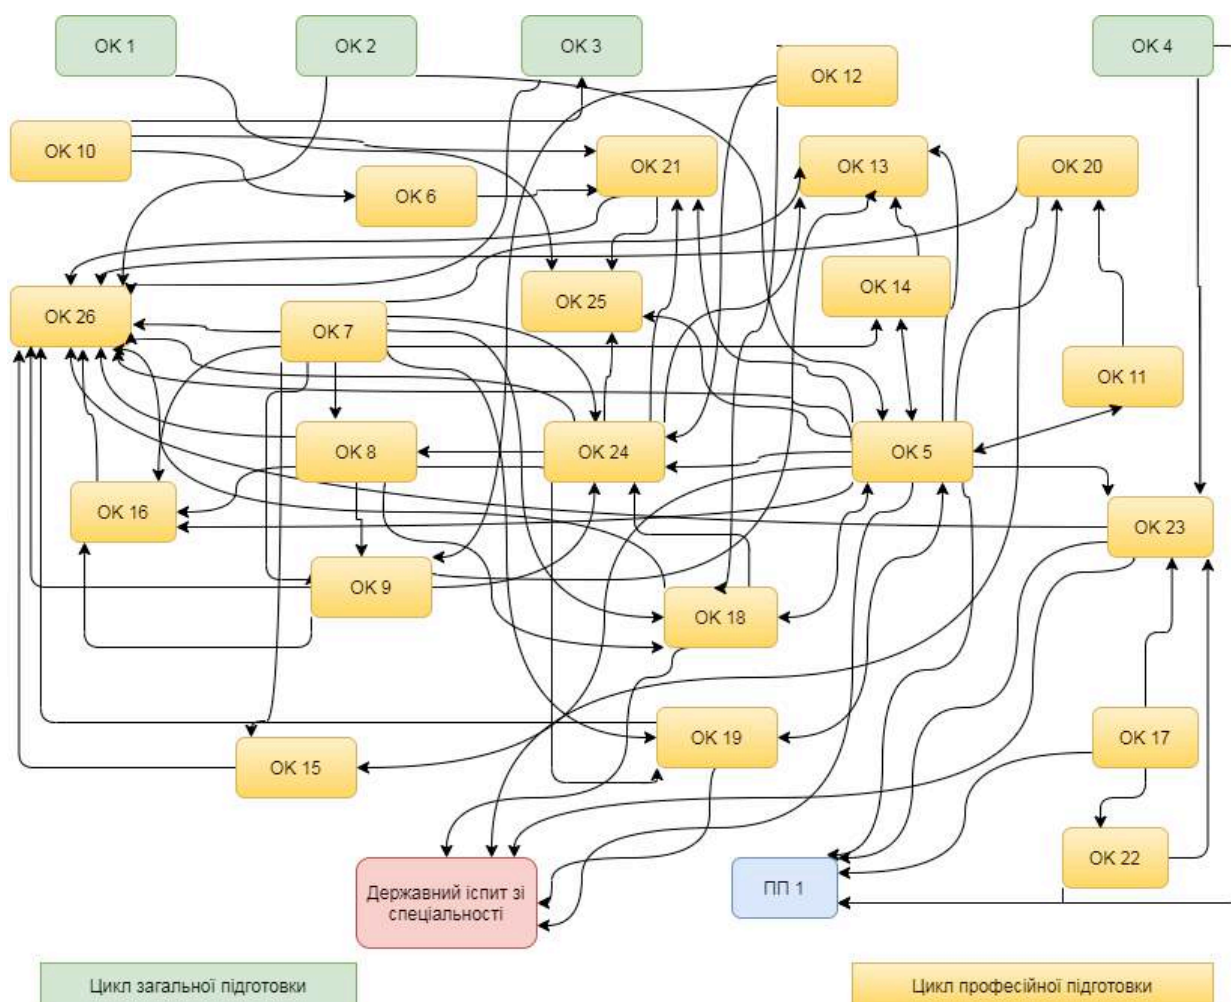 ОК 1
ОК 2
ОК 3
ОК 4
ОК 12
ОК 10
ОК 21
ОК 13
ОК 20
ОК 6
ОК 14
ОК 25
ОК 26
ОК 7
ОК 11
ОК 8
ОК 24
ОК 5
ОК 16
ОК 23
ОК 9
ОК 18
ОК 19
ОК 17
ОК 15
ОК 22
Державний іспит зі
спеціальності
ПП 1
Цикл загальної підготовки
Цикл професійної підготовки